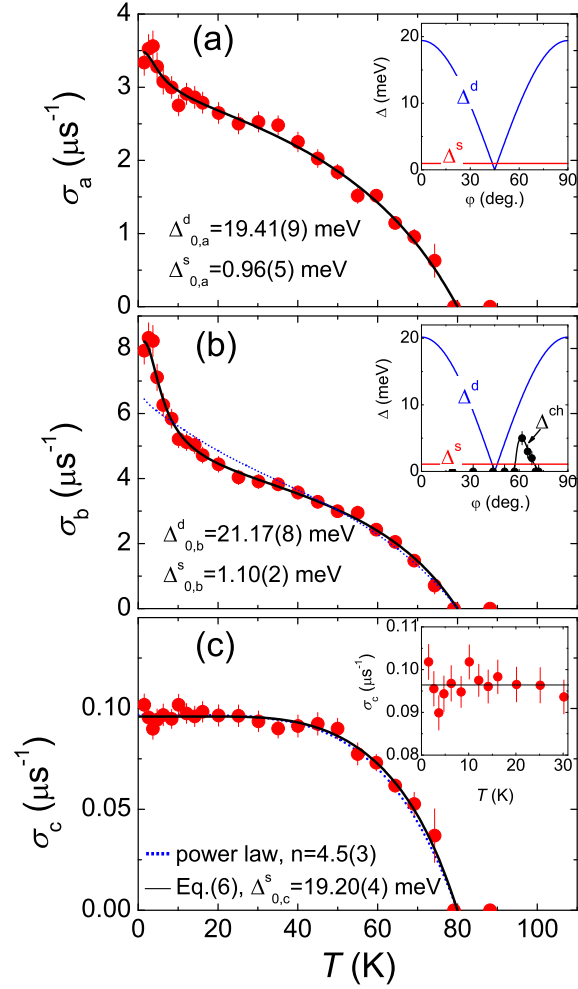 (a)
σa (μs⁻¹)
4
3
2
1
0
Δᵈ0,a=19.41(9) meV
Δˢ0,a=0.96(5) meV
Δ (meV)
20
10
0
Δᵈ
Δˢ
0 30 60 90
φ (deg.)
(b)
σb (μs⁻¹)
8
6
4
2
0
Δᵈ0,b=21.17(8) meV
Δˢ0,b=1.10(2) meV
Δ (meV)
20
10
0
Δᵈ
Δᶜʰ
Δˢ
0 30 60 90
φ (deg.)
(c)
σc (μs⁻¹)
0.10
0.05
0.00
σc (μs⁻¹)
0.11
0.10
0.09
0.08
0 10 20 30
T (K)
power law, n=4.5(3)
Eq.(6), Δˢ0,c=19.20(4) meV
0 20 40 60 80 100
T (K)